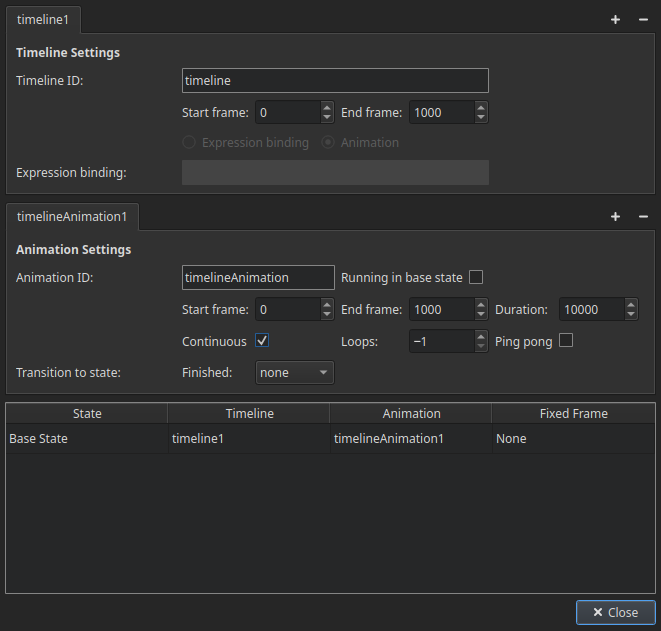 timeline1
Timeline Settings
Timeline ID: timeline
Start frame: 0 End frame: 1000
Expression binding Animation
Expression binding:
timelineAnimation1
Animation Settings
Animation ID: timelineAnimation Running in base state
Start frame: 0 End frame: 1000 Duration: 10000
Continuous Loops: −1 Ping pong
Transition to state: Finished: none
State Timeline Animation Fixed Frame
Base State timeline1 timelineAnimation1 None
Close